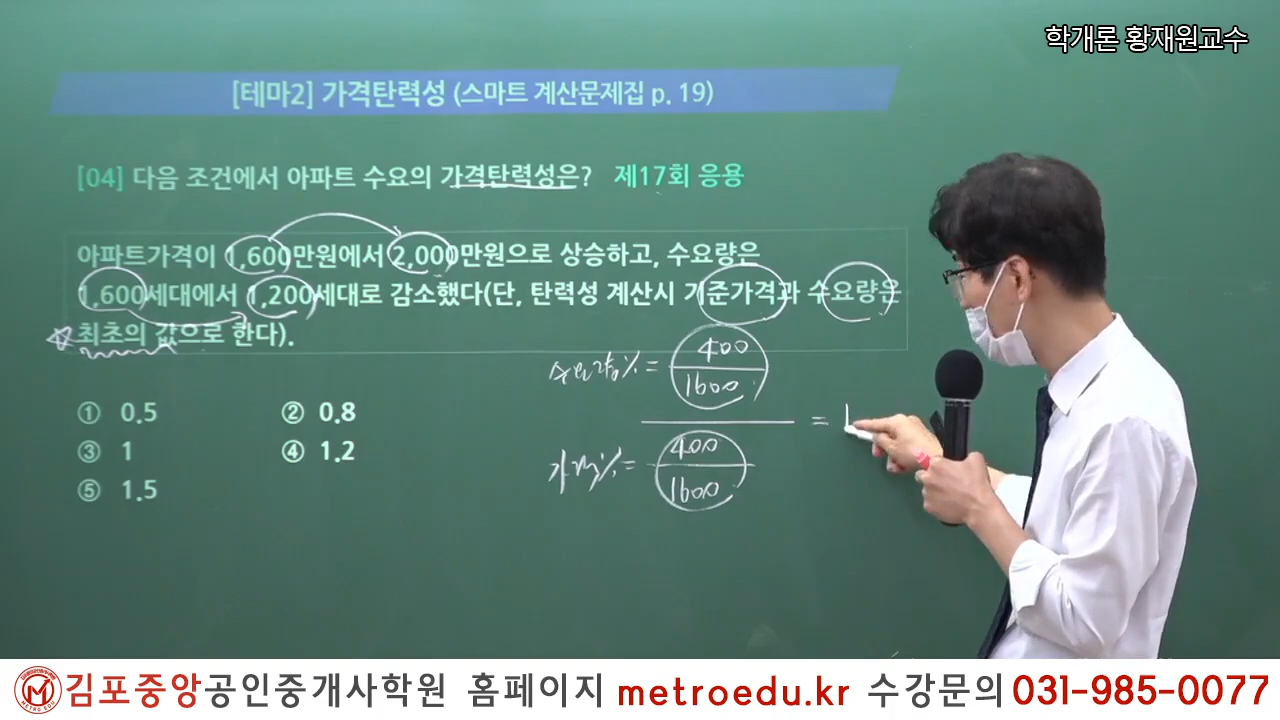 학개론 황재원교수
[테마2] 가격탄력성 (스마트 계산문제집 p. 19)
[04] 다음 조건에서 아파트 수요의 가격탄력성은? 제17회 응용
아파트가격이 1,600만원에서 2,000만원으로 상승하고, 수요량은
1,600세대에서 1,200세대로 감소했다(단, 탄력성 계산시 기준가격과 수요량은
최초의 값으로 한다).
① 0.5 ② 0.8
③ 1 ④ 1.2
⑤ 1.5
수요량% = 400
1600
= 1
가격% = 400
1600
METRO EDU
김포중앙공인중개사학원 홈페이지 metroedu.kr 수강문의 031-985-0077